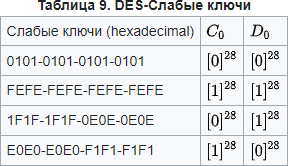 Таблица 9. DES-Слабые ключи
Слабые ключи (hexadecimal) C₀ D₀
0101-0101-0101-0101 [0]²⁸ [0]²⁸
FEFE-FEFE-FEFE-FEFE [1]²⁸ [1]²⁸
1F1F-1F1F-0E0E-0E0E [0]²⁸ [1]²⁸
E0E0-E0E0-F1F1-F1F1 [1]²⁸ [0]²⁸